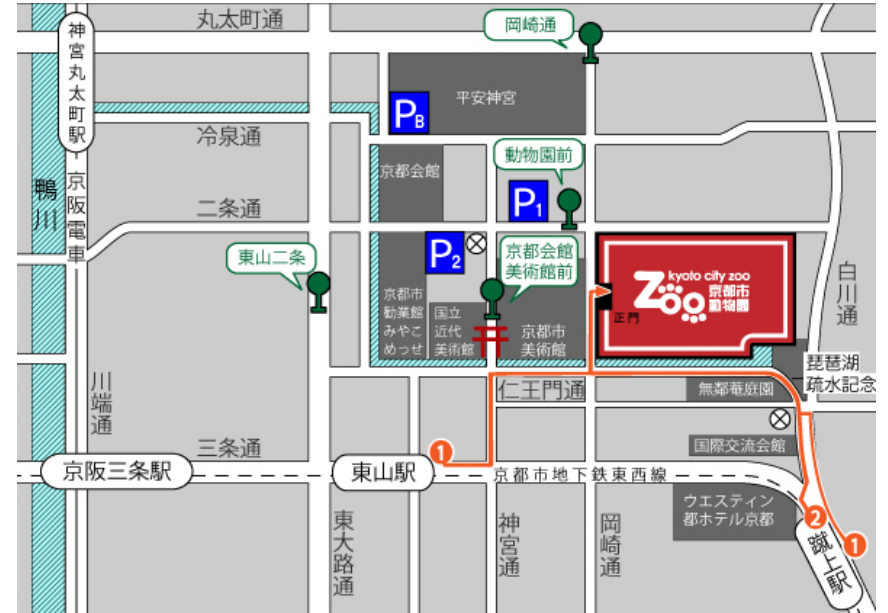 丸太町通
岡崎通
神宮丸太町駅
平安神宮
PB
冷泉通
動物園前
京都会館
京阪電車
鴨川
二条通
P1
P2
京都会館
美術館前
東山二条
kyoto city zoo
ZOO
京都市
動物園
正門
白川通
京都市
勧業館
みやこ
めっせ
国立
近代
美術館
京都市
美術館
琵琶湖
疏水記念
川端通
仁王門通
無鄰菴庭園
三条通
国際交流会館
1
京阪三条駅
東山駅
京都市地下鉄東西線
ウエスティン
都ホテル京都
2
1
蹴上駅
東大路通
神宮通
岡崎通